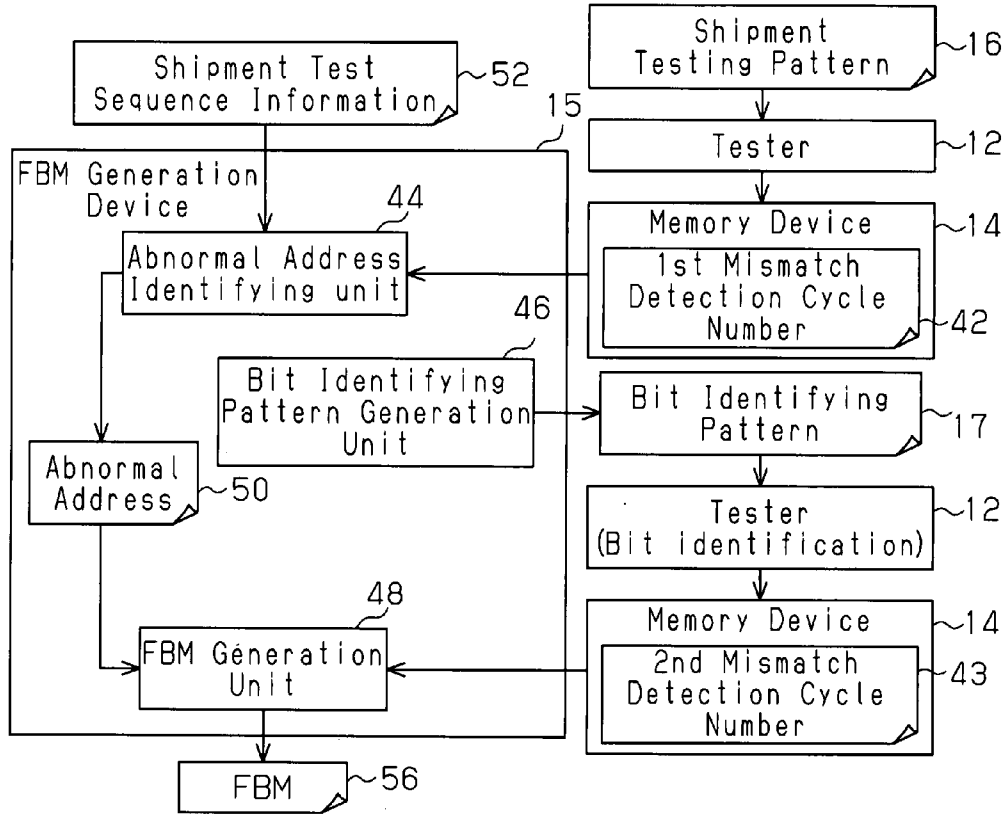 Shipment Test
Sequence Information
52
15
FBM Generation
Device
44
Abnormal Address
Identifying unit
46
Bit Identifying
Pattern Generation
Unit
Abnormal
Address
50
48
FBM Generation
Unit
FBM
56
Shipment
Testing Pattern
16
Tester
12
Memory Device
14
1st Mismatch
Detection Cycle
Number
42
Bit Identifying
Pattern
17
Tester
(Bit identification)
12
Memory Device
14
2nd Mismatch
Detection Cycle
Number
43